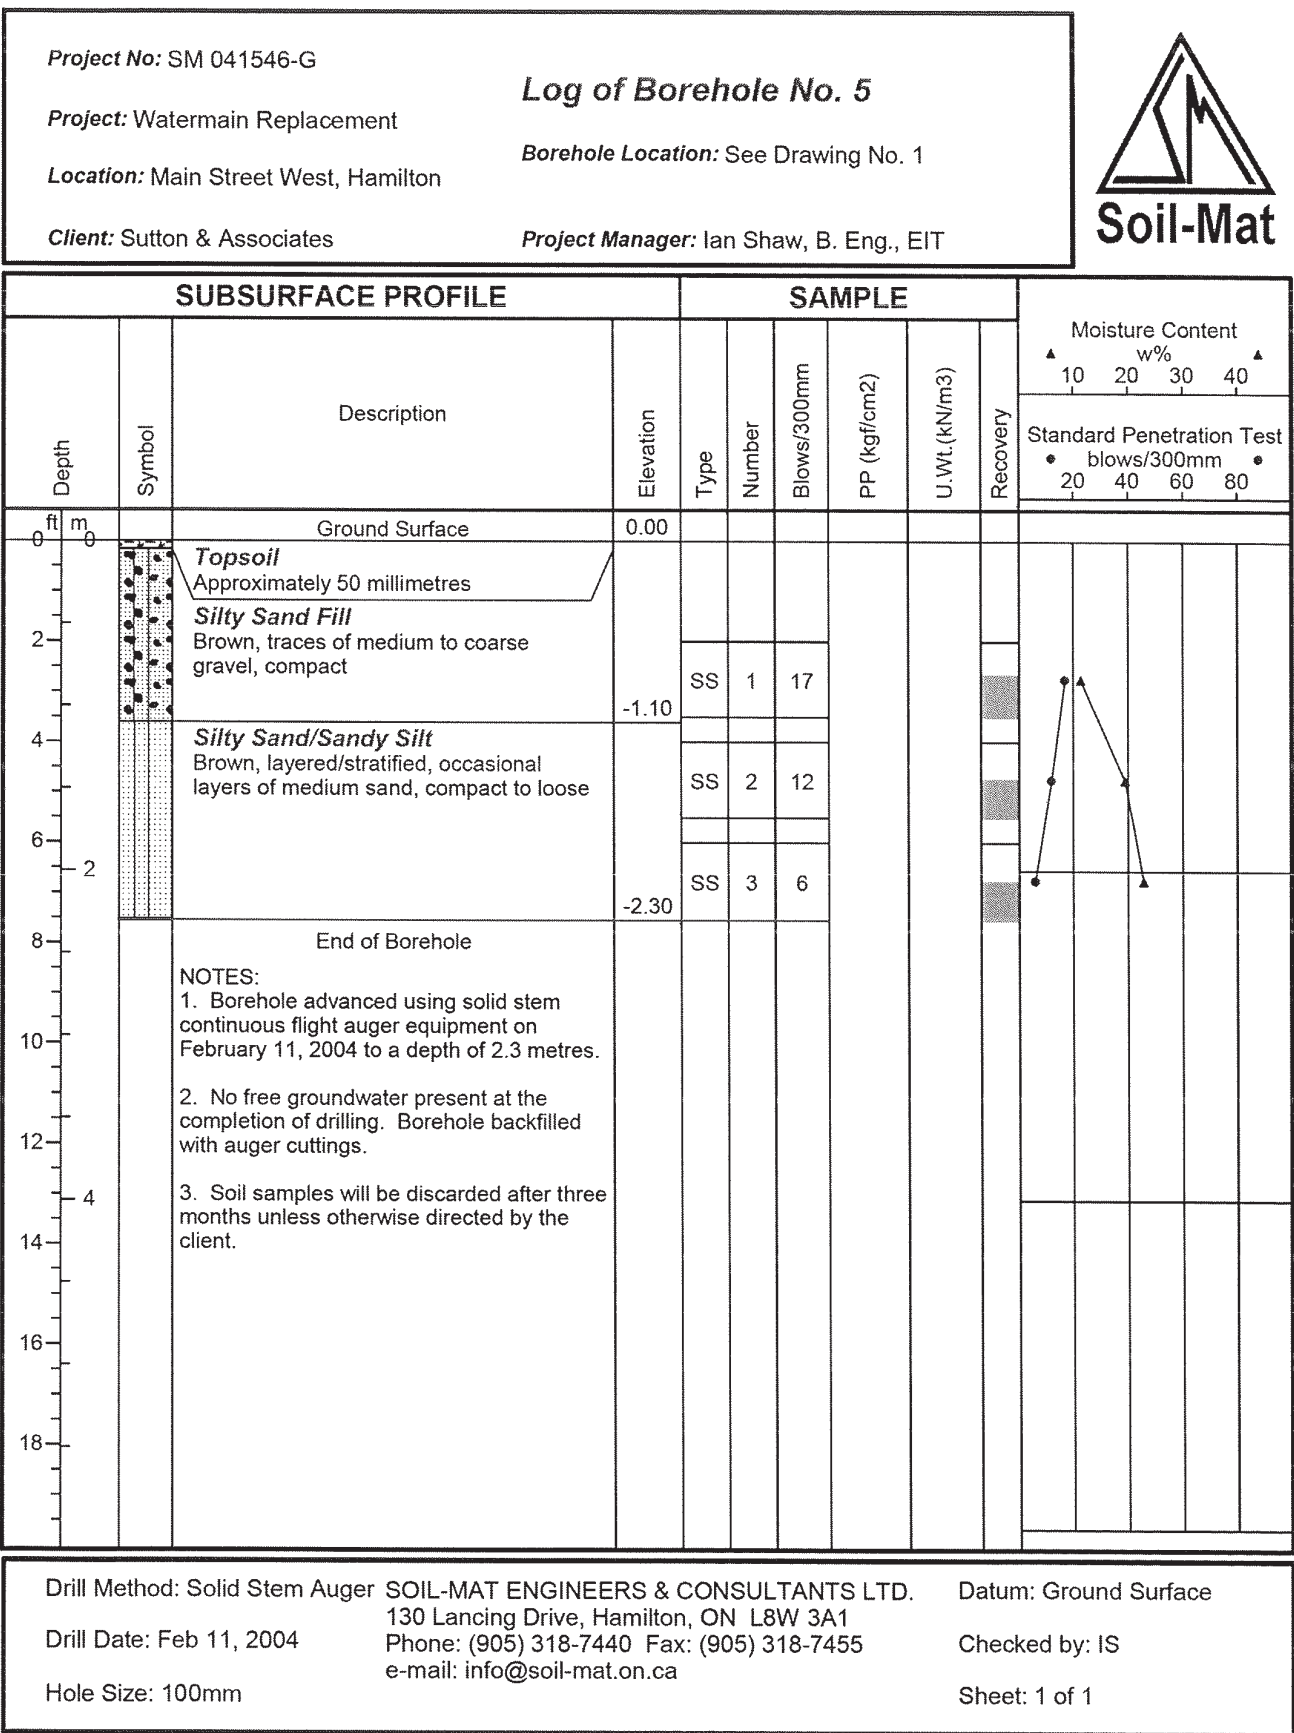 Project No: SM 041546-G
Project: Watermain Replacement
Location: Main Street West, Hamilton
Client: Sutton & Associates
Log of Borehole No. 5
Borehole Location: See Drawing No. 1
Project Manager: Ian Shaw, B. Eng., EIT
Soil-Mat
SUBSURFACE PROFILE
SAMPLE
Depth
Symbol
Description
Elevation
Type
Number
Blows/300mm
PP (kgf/cm2)
U.Wt.(kN/m3)
Recovery
Moisture Content
w%
10 20 30 40
Standard Penetration Test
blows/300mm
20 40 60 80
ft m
0 0
Ground Surface
0.00
Topsoil
Approximately 50 millimetres
Silty Sand Fill
Brown, traces of medium to coarse
gravel, compact
2
SS 1 17
-1.10
Silty Sand/Sandy Silt
Brown, layered/stratified, occasional
layers of medium sand, compact to loose
4
SS 2 12
6
2
SS 3 6
-2.30
8
End of Borehole
NOTES:
1. Borehole advanced using solid stem
continuous flight auger equipment on
February 11, 2004 to a depth of 2.3 metres.
10
2. No free groundwater present at the
completion of drilling. Borehole backfilled
with auger cuttings.
12
3. Soil samples will be discarded after three
months unless otherwise directed by the
client.
4
14
16
18
Drill Method: Solid Stem Auger
Drill Date: Feb 11, 2004
Hole Size: 100mm
SOIL-MAT ENGINEERS & CONSULTANTS LTD.
130 Lancing Drive, Hamilton, ON L8W 3A1
Phone: (905) 318-7440 Fax: (905) 318-7455
e-mail: info@soil-mat.on.ca
Datum: Ground Surface
Checked by: IS
Sheet: 1 of 1